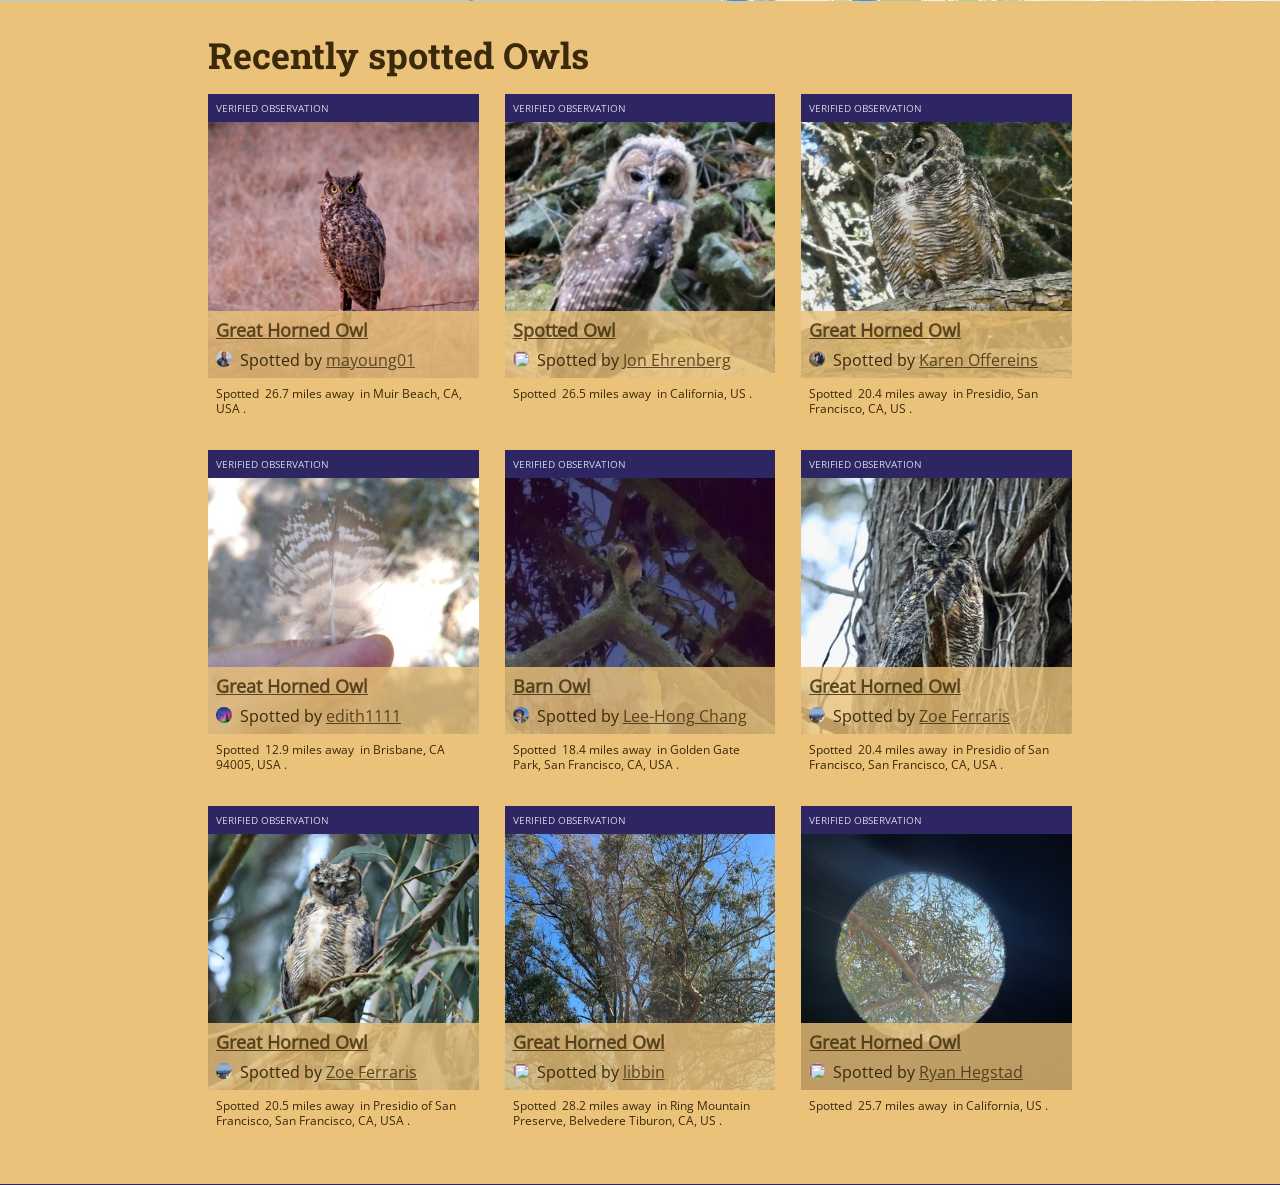 Recently spotted Owls
VERIFIED OBSERVATION
Great Horned Owl
Spotted by mayoung01
Spotted 26.7 miles away in Muir Beach, CA,
USA .
VERIFIED OBSERVATION
Spotted Owl
Spotted by Jon Ehrenberg
Spotted 26.5 miles away in California, US .
VERIFIED OBSERVATION
Great Horned Owl
Spotted by Karen Offereins
Spotted 20.4 miles away in Presidio, San
Francisco, CA, US .
VERIFIED OBSERVATION
Great Horned Owl
Spotted by edith1111
Spotted 12.9 miles away in Brisbane, CA
94005, USA .
VERIFIED OBSERVATION
Barn Owl
Spotted by Lee-Hong Chang
Spotted 18.4 miles away in Golden Gate
Park, San Francisco, CA, USA .
VERIFIED OBSERVATION
Great Horned Owl
Spotted by Zoe Ferraris
Spotted 20.4 miles away in Presidio of San
Francisco, San Francisco, CA, USA .
VERIFIED OBSERVATION
Great Horned Owl
Spotted by Zoe Ferraris
Spotted 20.5 miles away in Presidio of San
Francisco, San Francisco, CA, USA .
VERIFIED OBSERVATION
Great Horned Owl
Spotted by libbin
Spotted 28.2 miles away in Ring Mountain
Preserve, Belvedere Tiburon, CA, US .
VERIFIED OBSERVATION
Great Horned Owl
Spotted by Ryan Hegstad
Spotted 25.7 miles away in California, US .